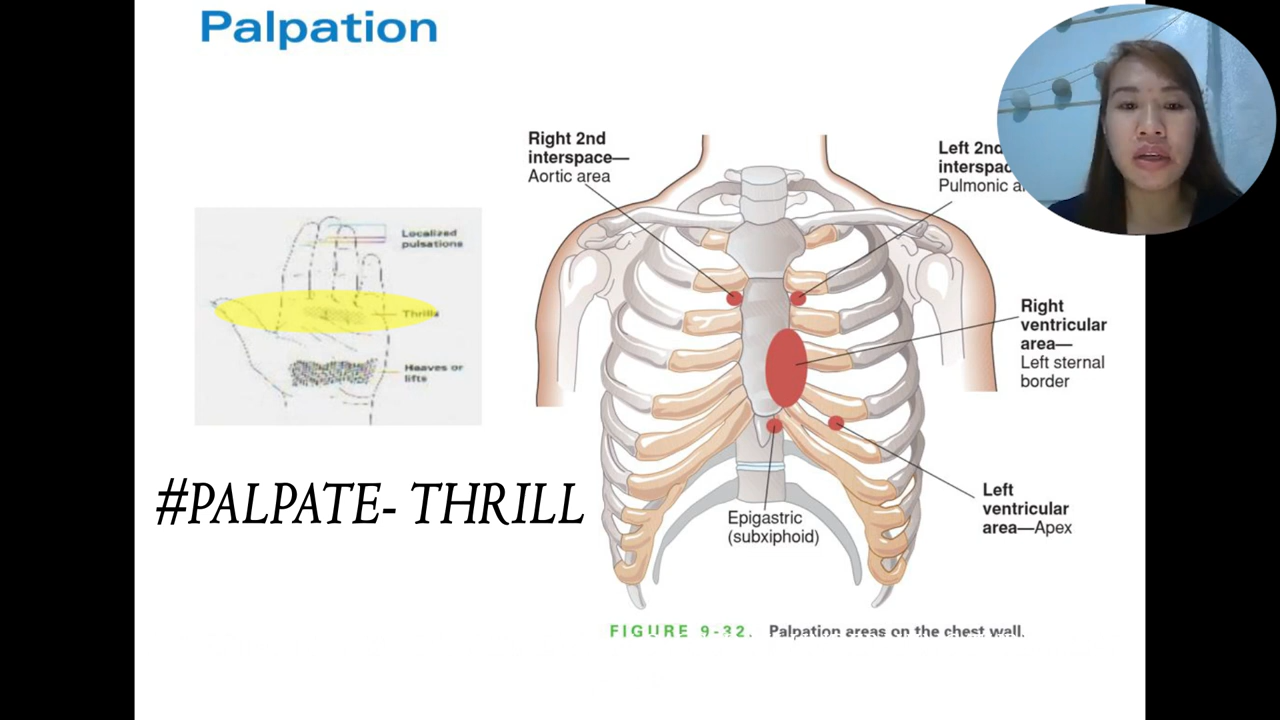 Palpation
Right 2nd
interspace—
Aortic area
Left 2nd
Pulmonic
Localized
pulsations
Thrills
Heaves or
lifts
Right
ventricular
area—
Left sternal
border
#PALPATE- THRILL
Left
ventricular
area—Apex
Epigastric
(subxiphoid)
FIGURE 9-32. Palpation areas on the chest wall.